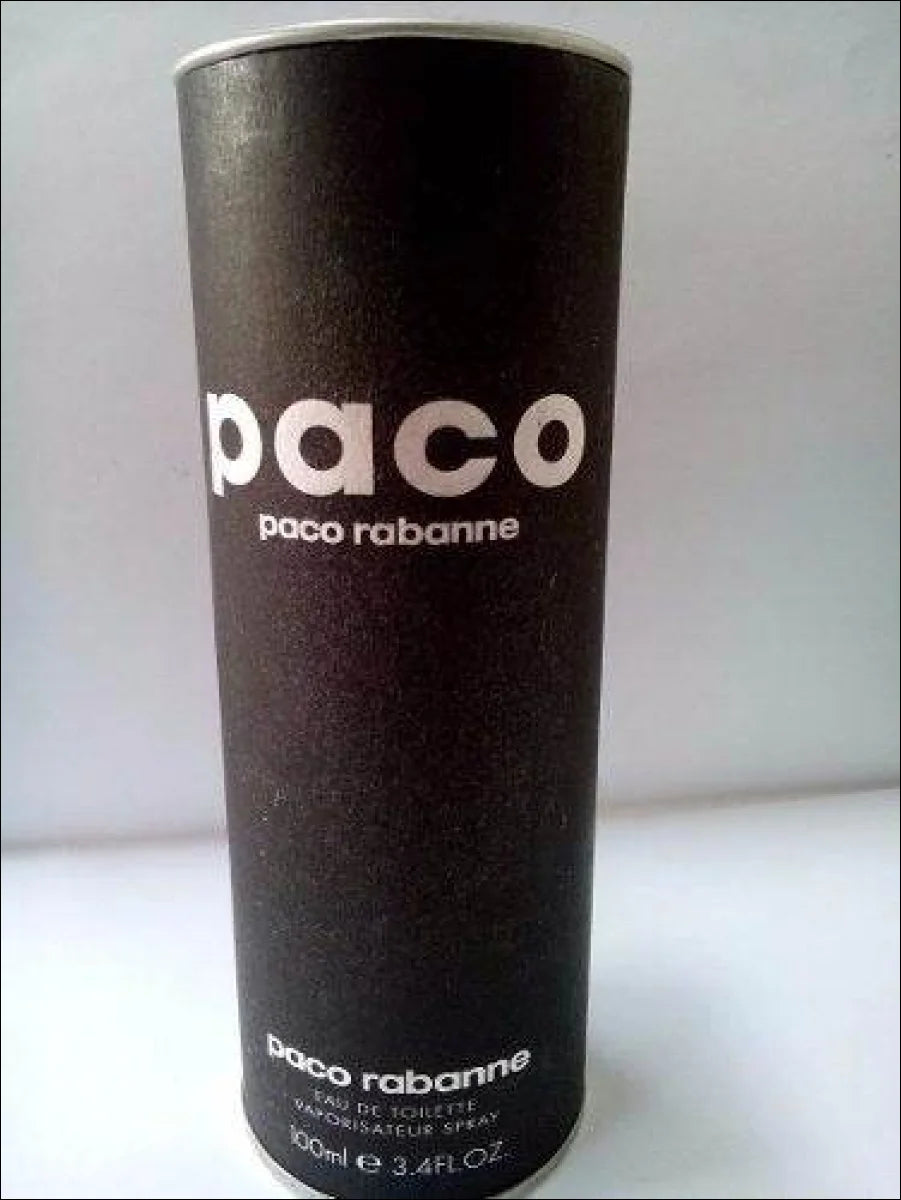 paco
paco rabanne
paco rabanne
EAU DE TOILETTE
VAPORISATEUR SPRAY
100ml ℮ 3.4FL.OZ.